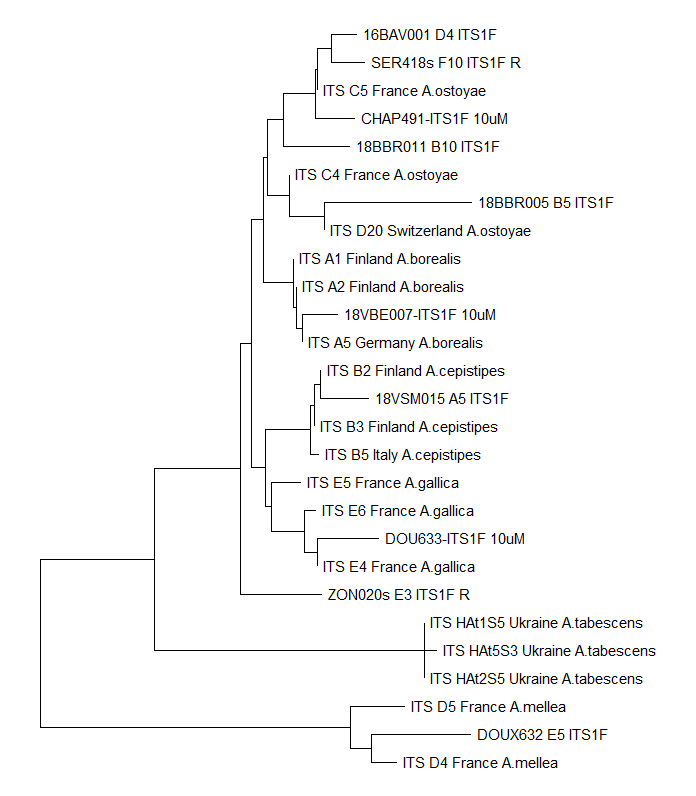 16BAV001 D4 ITS1F
SER418s F10 ITS1F R
ITS C5 France A.ostoyae
CHAP491-ITS1F 10uM
18BBR011 B10 ITS1F
ITS C4 France A.ostoyae
18BBR005 B5 ITS1F
ITS D20 Switzerland A.ostoyae
ITS A1 Finland A.borealis
ITS A2 Finland A.borealis
18VBE007-ITS1F 10uM
ITS A5 Germany A.borealis
ITS B2 Finland A.cepistipes
18VSM015 A5 ITS1F
ITS B3 Finland A.cepistipes
ITS B5 Italy A.cepistipes
ITS E5 France A.gallica
ITS E6 France A.gallica
DOU633-ITS1F 10uM
ITS E4 France A.gallica
ZON020s E3 ITS1F R
ITS HAt1S5 Ukraine A.tabescens
ITS HAt5S3 Ukraine A.tabescens
ITS HAt2S5 Ukraine A.tabescens
ITS D5 France A.mellea
DOUX632 E5 ITS1F
ITS D4 France A.mellea